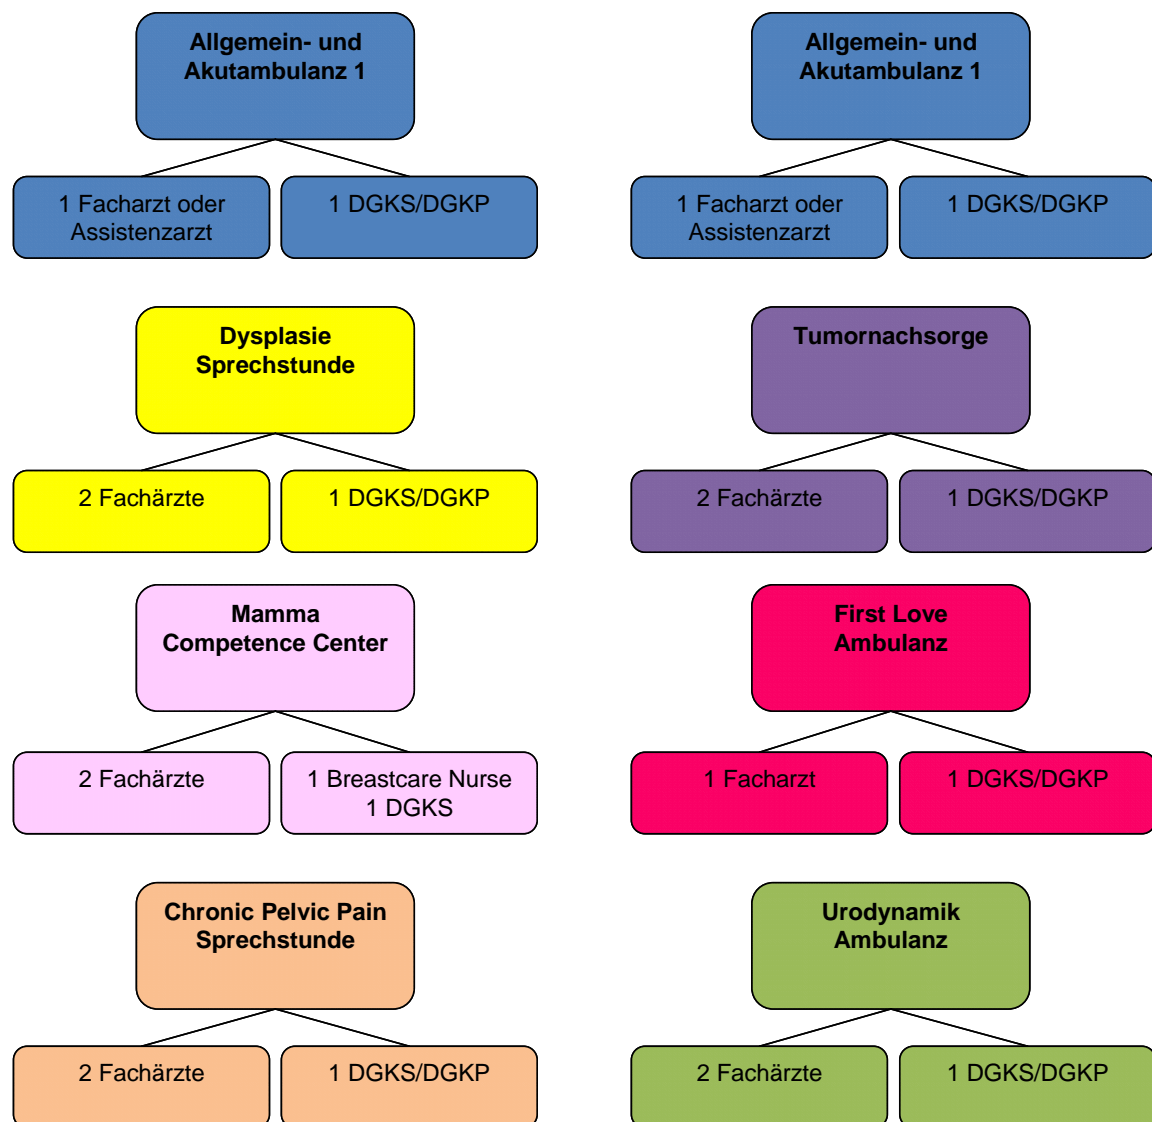 Allgemein- und
Akutambulanz 1
1 Facharzt oder
Assistenzarzt
1 DGKS/DGKP
Allgemein- und
Akutambulanz 1
1 Facharzt oder
Assistenzarzt
1 DGKS/DGKP
Dysplasie
Sprechstunde
2 Fachärzte
1 DGKS/DGKP
Tumornachsorge
2 Fachärzte
1 DGKS/DGKP
Mamma
Competence Center
2 Fachärzte
1 Breastcare Nurse
1 DGKS
First Love
Ambulanz
1 Facharzt
1 DGKS/DGKP
Chronic Pelvic Pain
Sprechstunde
2 Fachärzte
1 DGKS/DGKP
Urodynamik
Ambulanz
2 Fachärzte
1 DGKS/DGKP